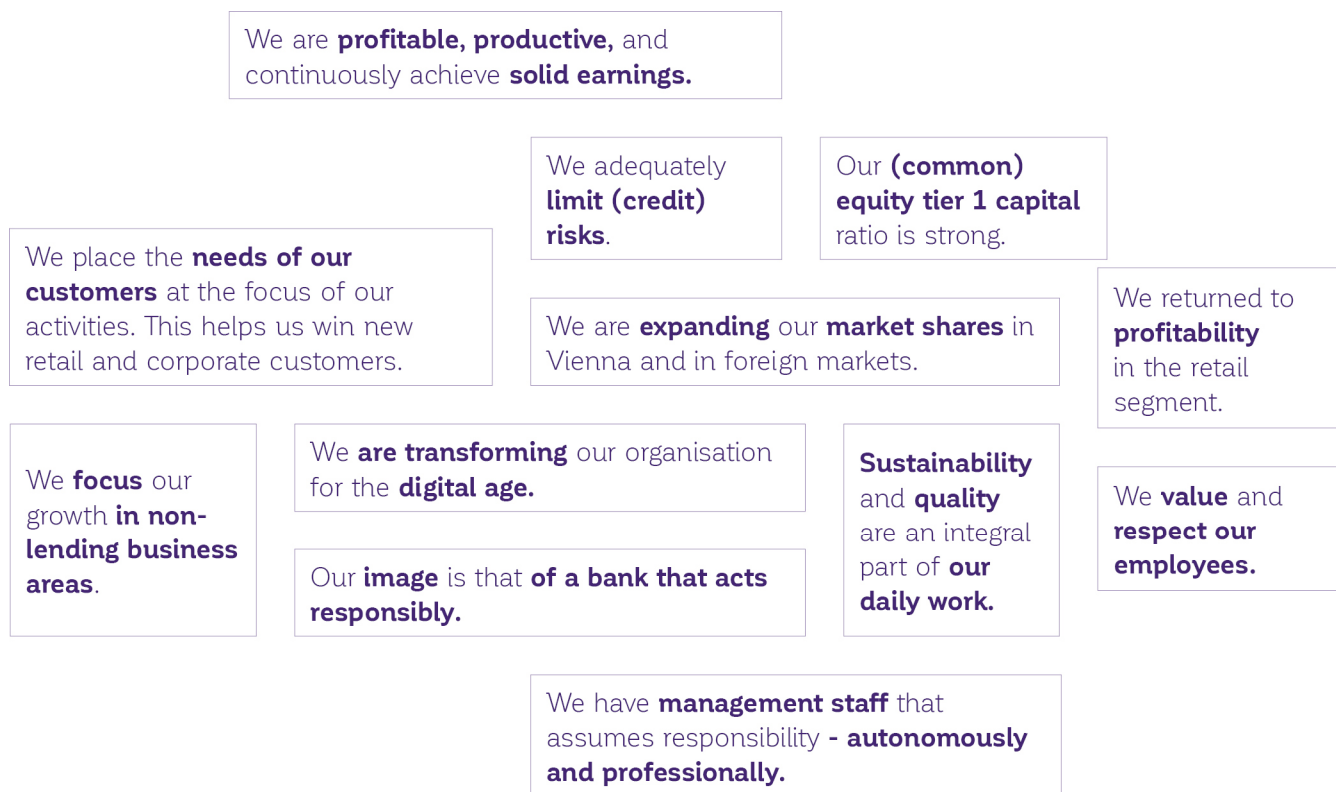 We are profitable, productive, and
continuously achieve solid earnings.
We adequately
limit (credit)
risks.
Our (common)
equity tier 1 capital
ratio is strong.
We place the needs of our
customers at the focus of our
activities. This helps us win new
retail and corporate customers.
We are expanding our market shares in
Vienna and in foreign markets.
We returned to
profitability
in the retail
segment.
We focus our
growth in non-
lending business
areas.
We are transforming our organisation
for the digital age.
Our image is that of a bank that acts
responsibly.
Sustainability
and quality
are an integral
part of our
daily work.
We value and
respect our
employees.
We have management staff that
assumes responsibility - autonomously
and professionally.